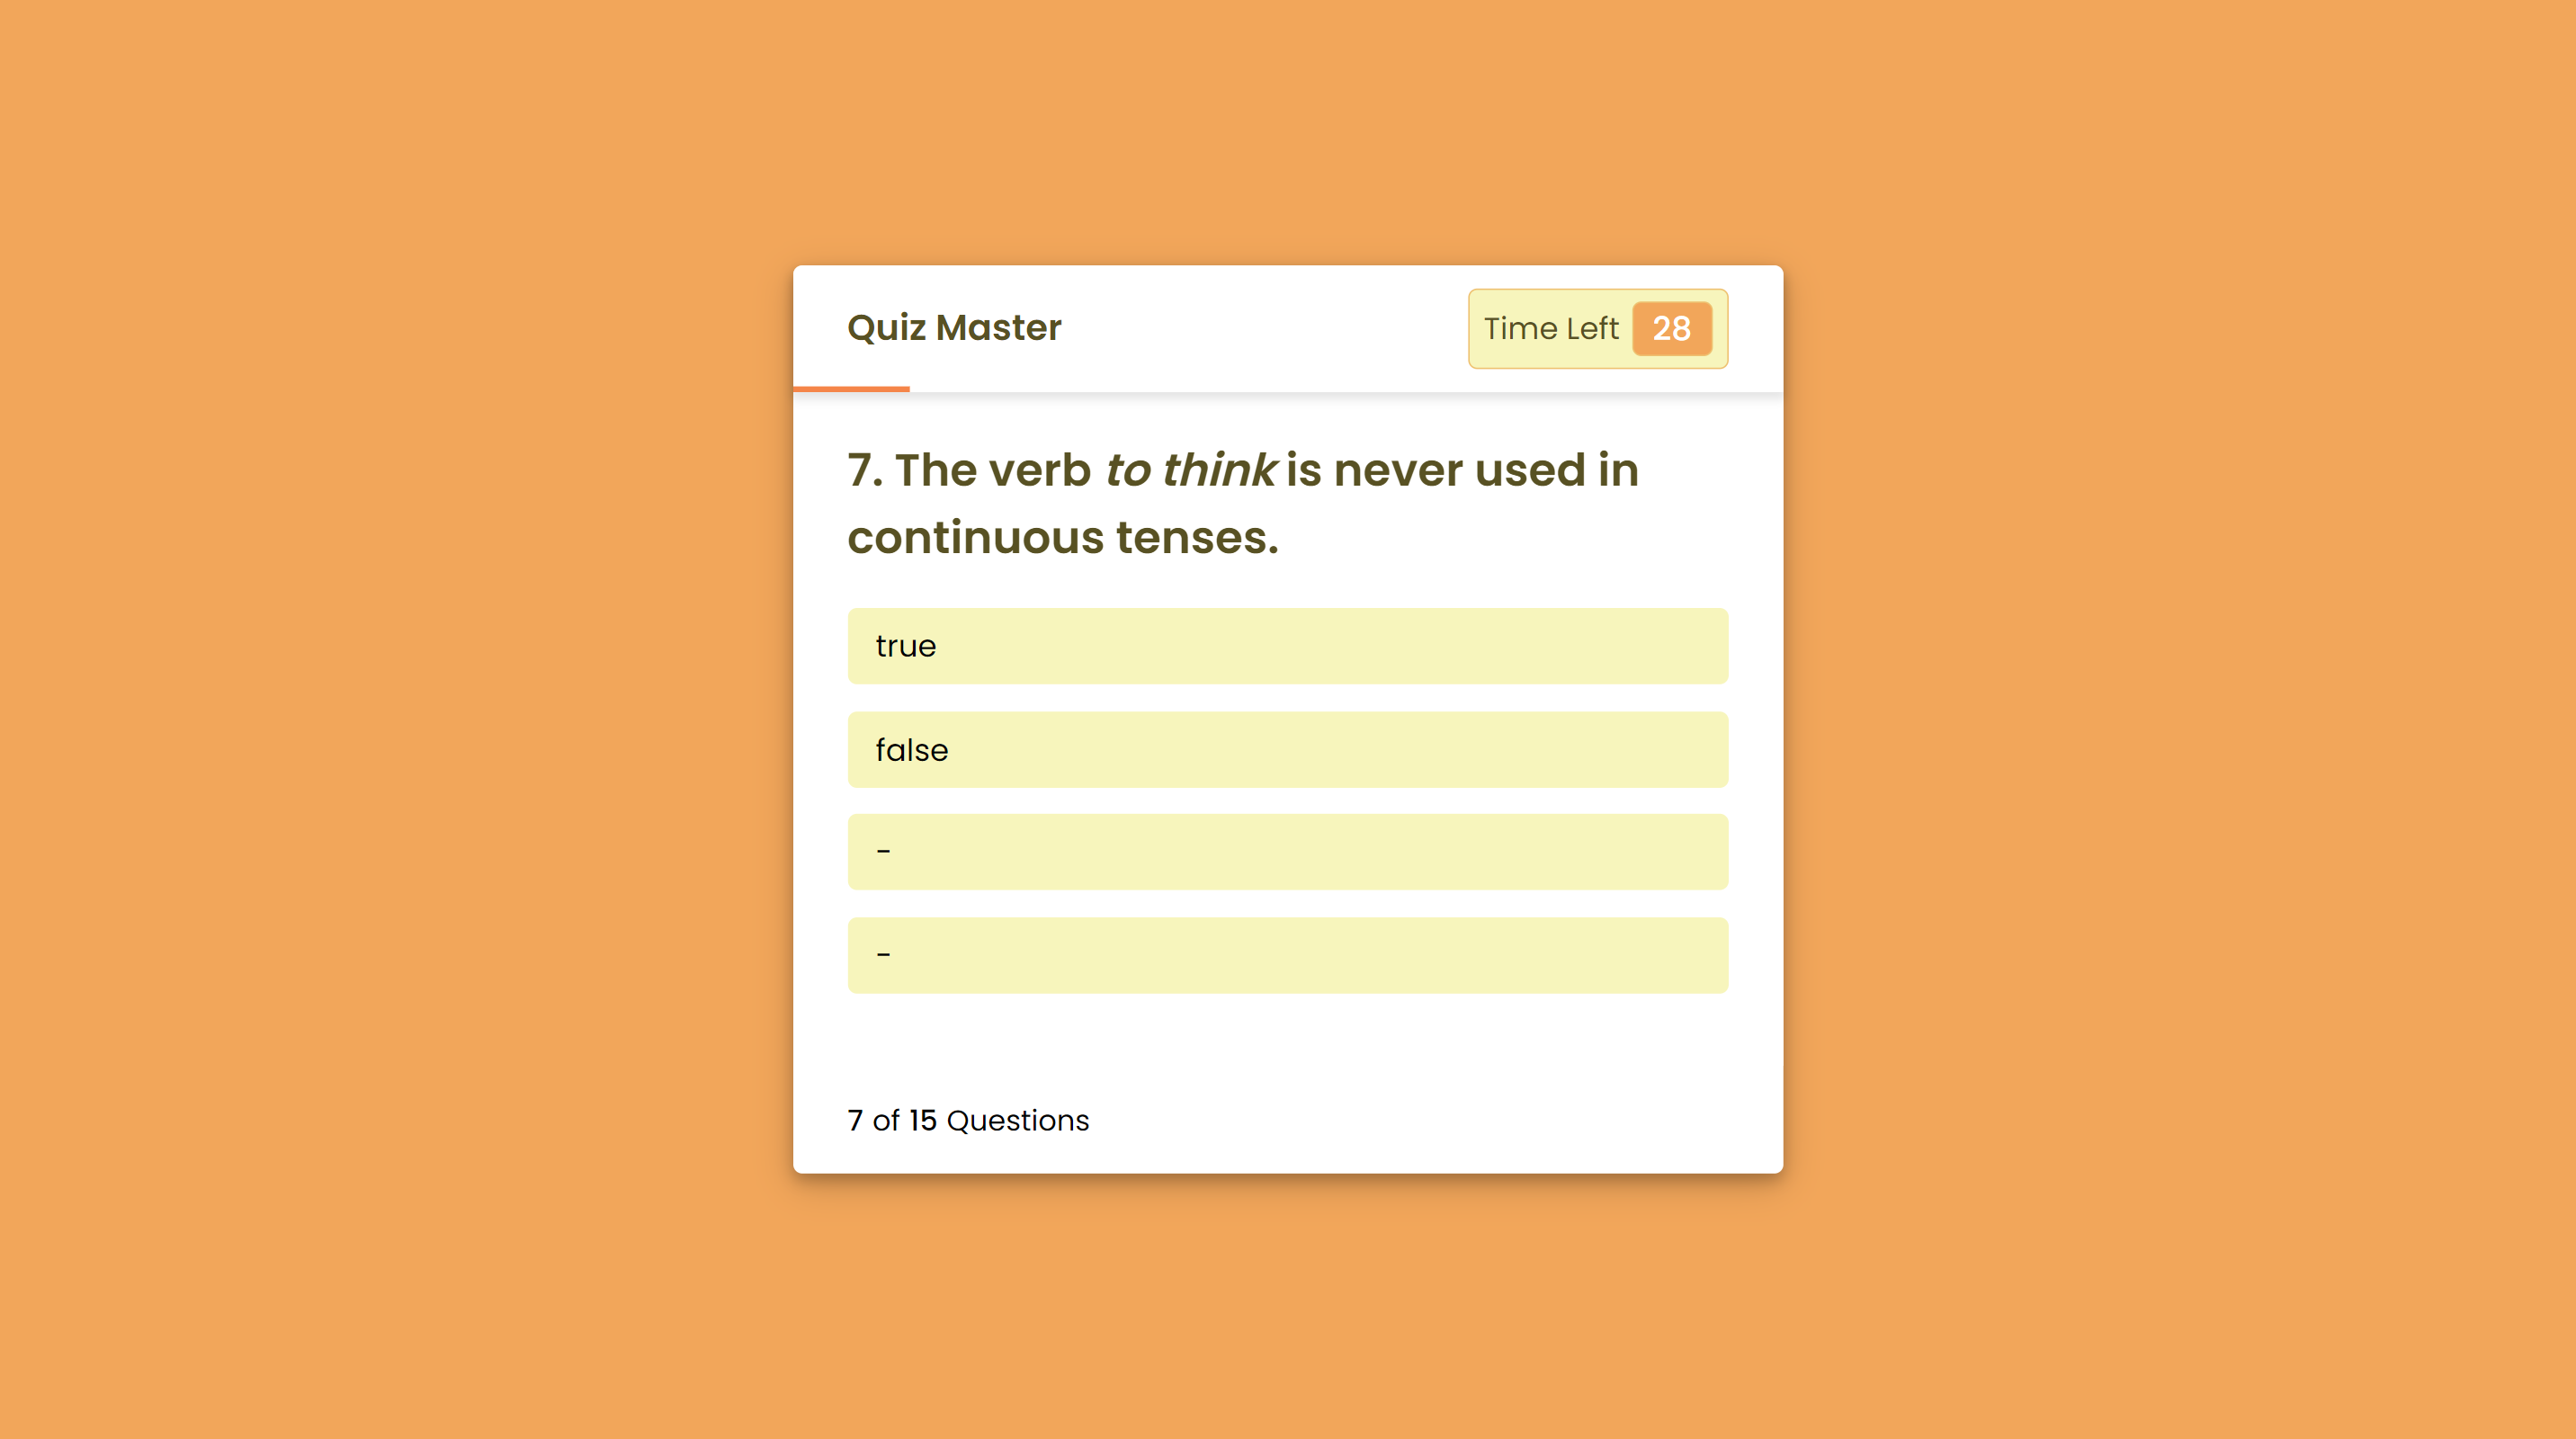 Quiz Master
Time Left 28
7. The verb to think is never used in
continuous tenses.
true
false
-
-
7 of 15 Questions